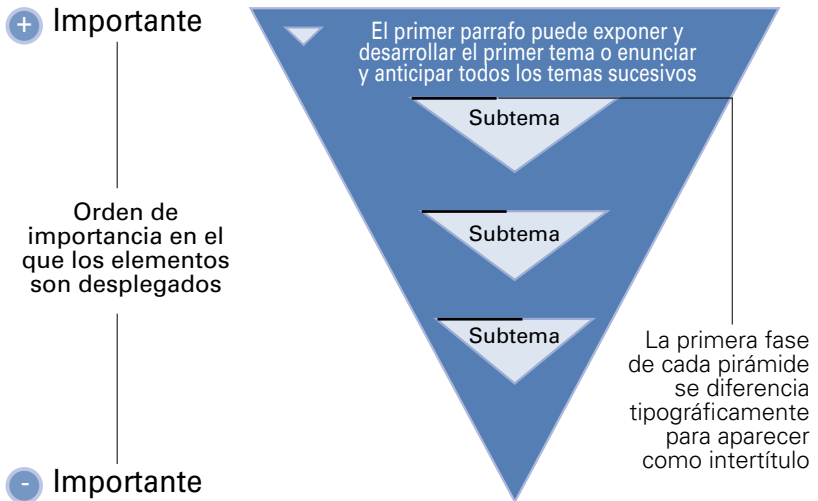 + Importante
El primer parrafo puede exponer y
desarrollar el primer tema o enunciar
y anticipar todos los temas sucesivos
Subtema
Orden de
importancia en el
que los elementos
son desplegados
Subtema
Subtema
La primera fase
de cada pirámide
se diferencia
tipográficamente
para aparecer
como intertítulo
- Importante